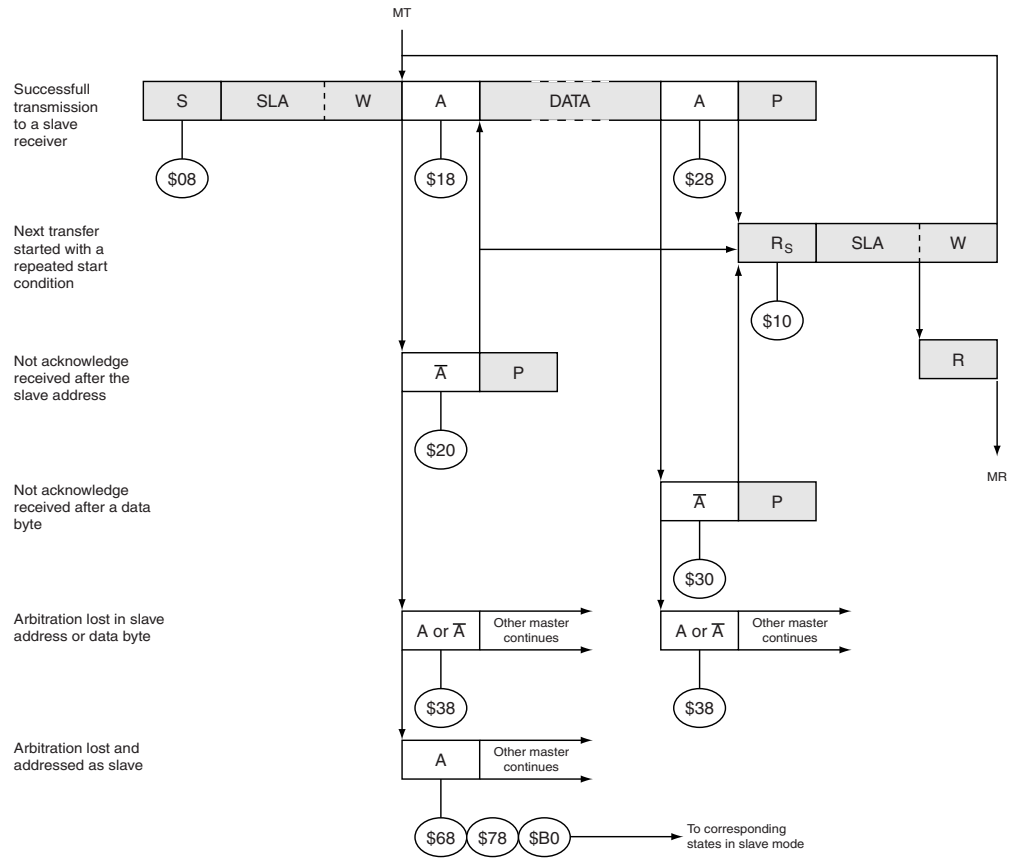 MT
Successfull
transmission
to a slave
receiver
S SLA W A DATA A P
$08 $18 $28
Next transfer
started with a
repeated start
condition
RS SLA W
$10
Not acknowledge
received after the
slave address
A̅ P
R
$20
MR
Not acknowledge
received after a data
byte
A̅ P
$30
Arbitration lost in slave
address or data byte
A or A̅ Other master
continues
A or A̅ Other master
continues
$38 $38
Arbitration lost and
addressed as slave
A Other master
continues
$68 $78 $B0 To corresponding
states in slave mode